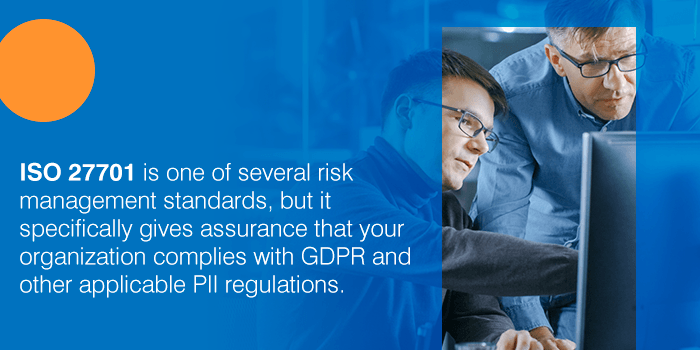 ISO 27701 is one of several risk
management standards, but it
specifically gives assurance that your
organization complies with GDPR and
other applicable PII regulations.